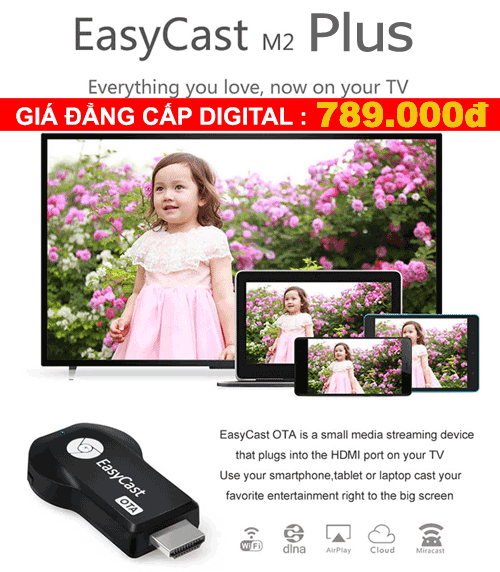 EasyCast M2 Plus
Everything you love, now on your TV
GIÁ ĐẲNG CẤP DIGITAL : 789.000đ
EasyCast OTA is a small media streaming device
that plugs into the HDMI port on your TV
Use your smartphone,tablet or laptop cast your
favorite entertainment right to the big screen
EasyCast
OTA
WiFi dlna AirPlay Cloud Miracast